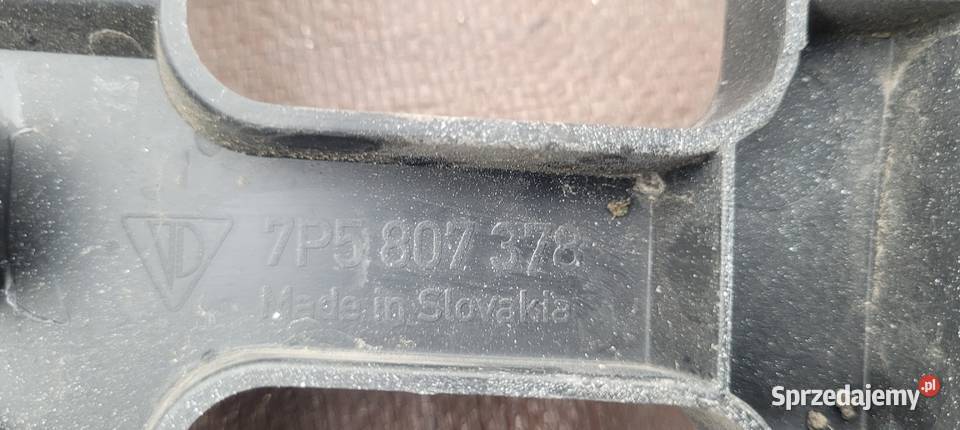 7P5 807 378
Made in Slovakia
Sprzedajemy.pl